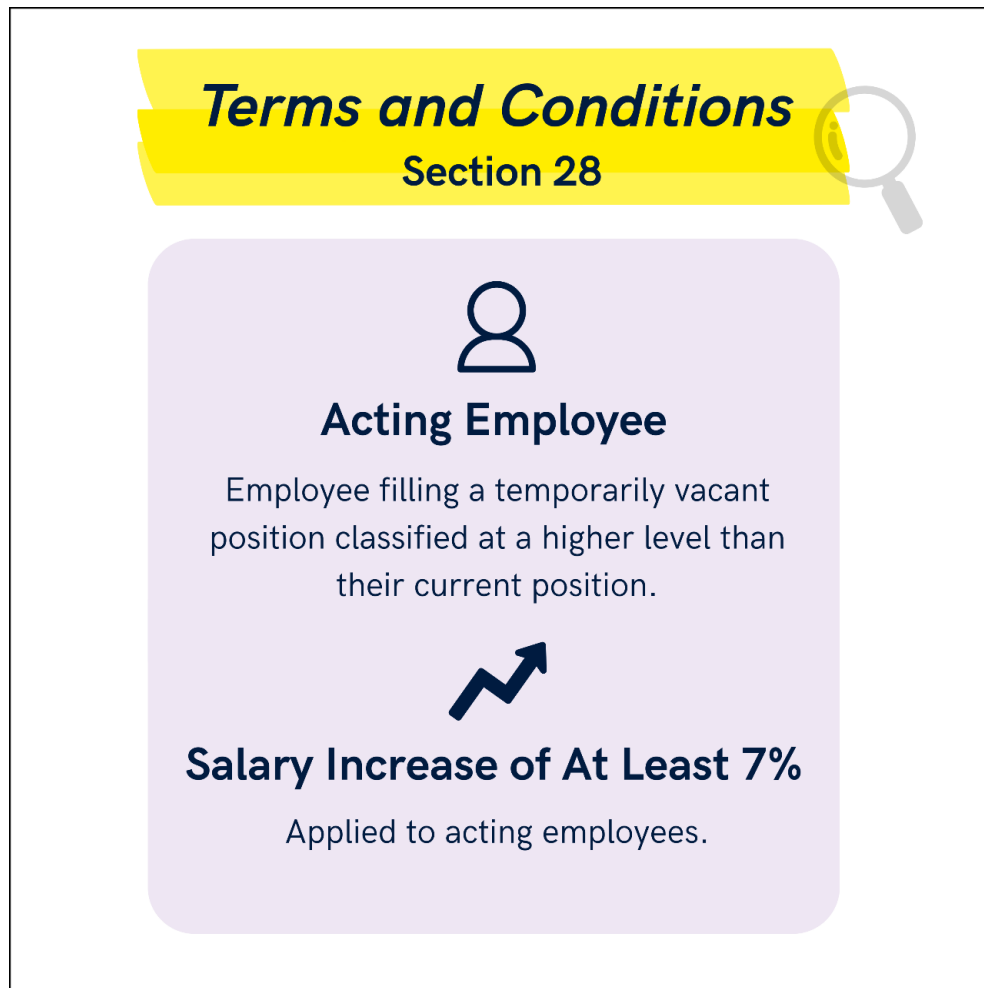 Terms and Conditions
Section 28
Acting Employee
Employee filling a temporarily vacant
position classified at a higher level than
their current position.
Salary Increase of At Least 7%
Applied to acting employees.